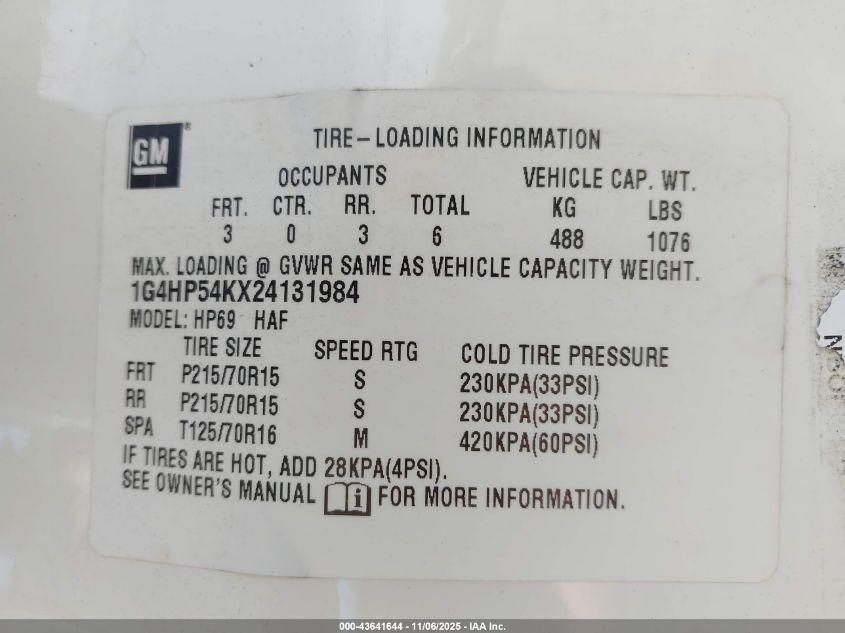 GM ®
TIRE-LOADING INFORMATION
OCCUPANTS VEHICLE CAP. WT.
FRT. CTR. RR. TOTAL KG LBS
3 0 3 6 488 1076
MAX. LOADING @ GVWR SAME AS VEHICLE CAPACITY WEIGHT.
1G4HP54KX24131984
MODEL: HP69 HAF
TIRE SIZE SPEED RTG COLD TIRE PRESSURE
FRT P215/70R15 S 230KPA(33PSI)
RR P215/70R15 S 230KPA(33PSI)
SPA T125/70R16 M 420KPA(60PSI)
IF TIRES ARE HOT, ADD 28KPA(4PSI).
SEE OWNER'S MANUAL i FOR MORE INFORMATION.
000-43641644 - 11/06/2025 - IAA Inc.